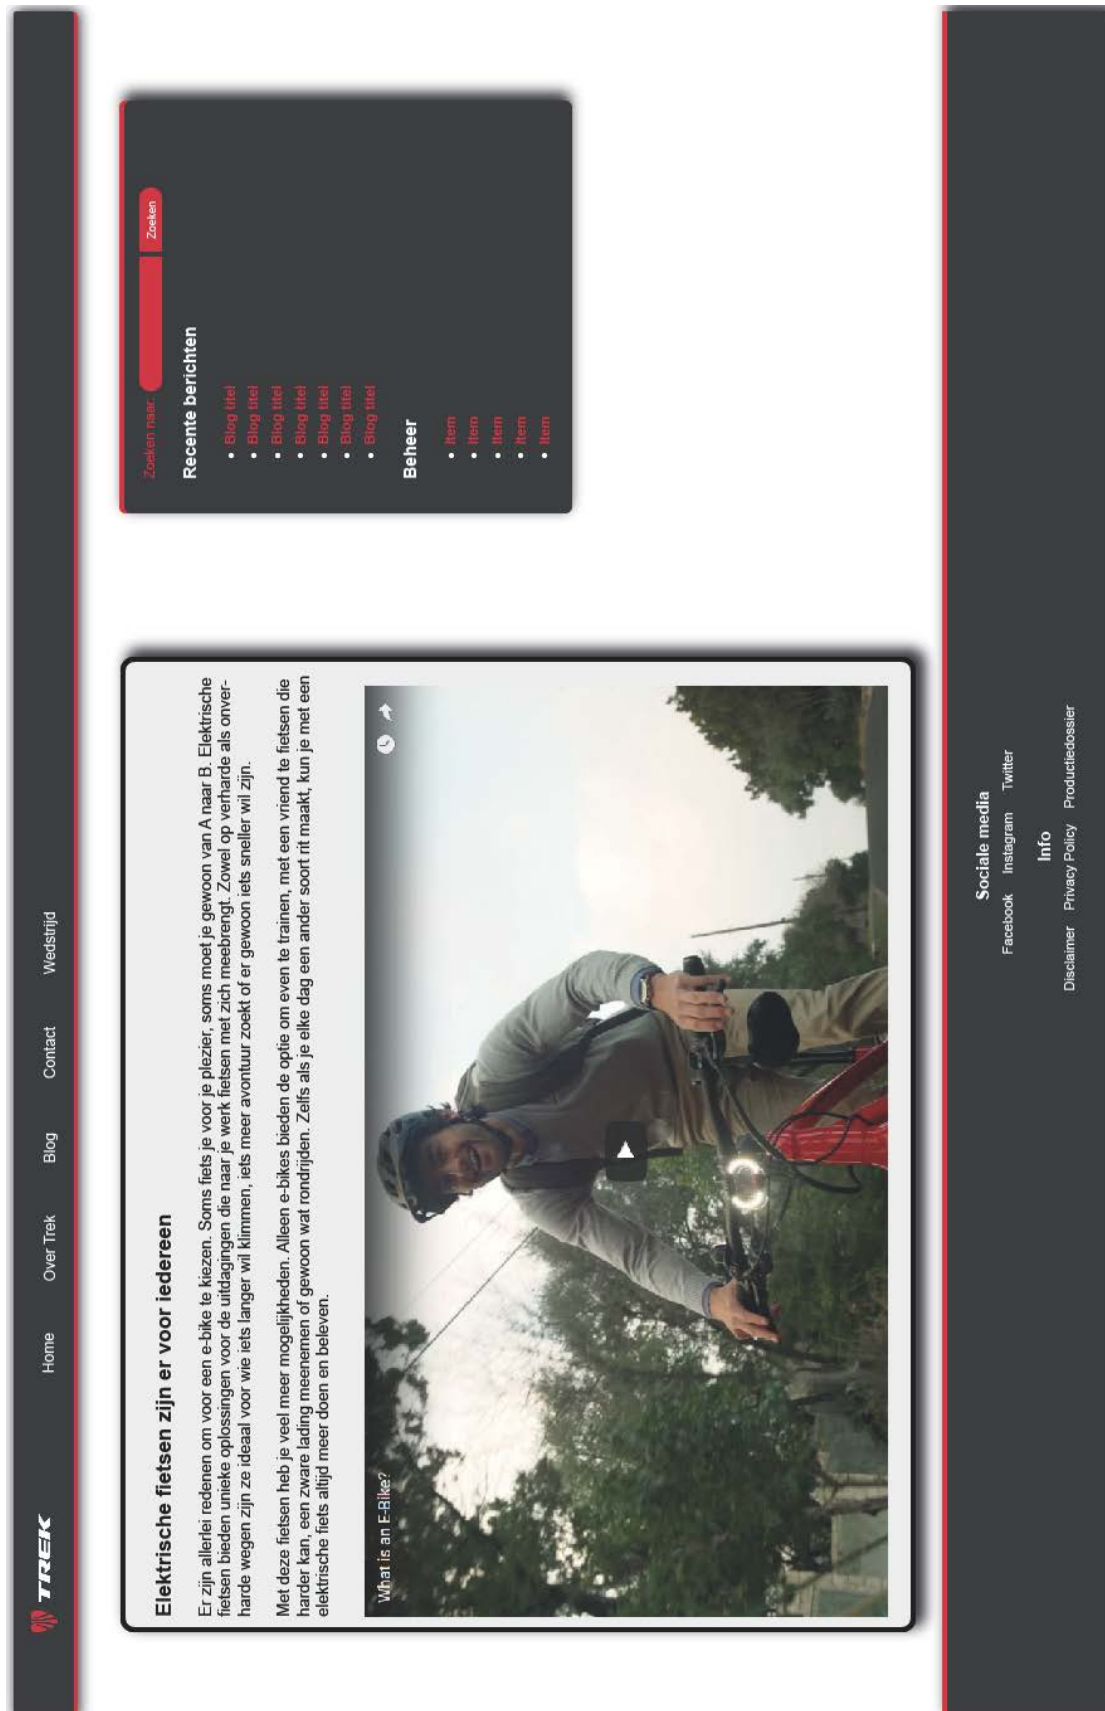 TREK
Home Over Trek Blog Contact Wedstrijd
Elektrische fietsen zijn er voor iedereen
Er zijn allerlei redenen om voor een e-bike te kiezen. Soms fiets je voor je plezier, soms moet je gewoon van A naar B. Elektrische
fietsen bieden unieke oplossingen voor de uitdagingen die naar je werk fietsen met zich meebrengt. Zowel op verharde als onver-
harde wegen zijn ze ideaal voor wie iets langer wil klimmen, iets meer avontuur zoekt of er gewoon iets sneller wil zijn.
Met deze fietsen heb je veel meer mogelijkheden. Alleen e-bikes bieden de optie om even te trainen, met een vriend te fietsen die
harder kan, een zware lading meenemen of gewoon wat rondrijden. Zelfs als je elke dag een ander soort rit maakt, kun je met een
elektrische fiets altijd meer doen en beleven.
What is an E-Bike?
Zoeken naar: Zoeken
Recente berichten
• Blog titel
• Blog titel
• Blog titel
• Blog titel
• Blog titel
• Blog titel
• Blog titel
Beheer
• Item
• Item
• Item
• Item
• Item
Sociale media
Facebook Instagram Twitter
Info
Disclaimer Privacy Policy Productiedossier